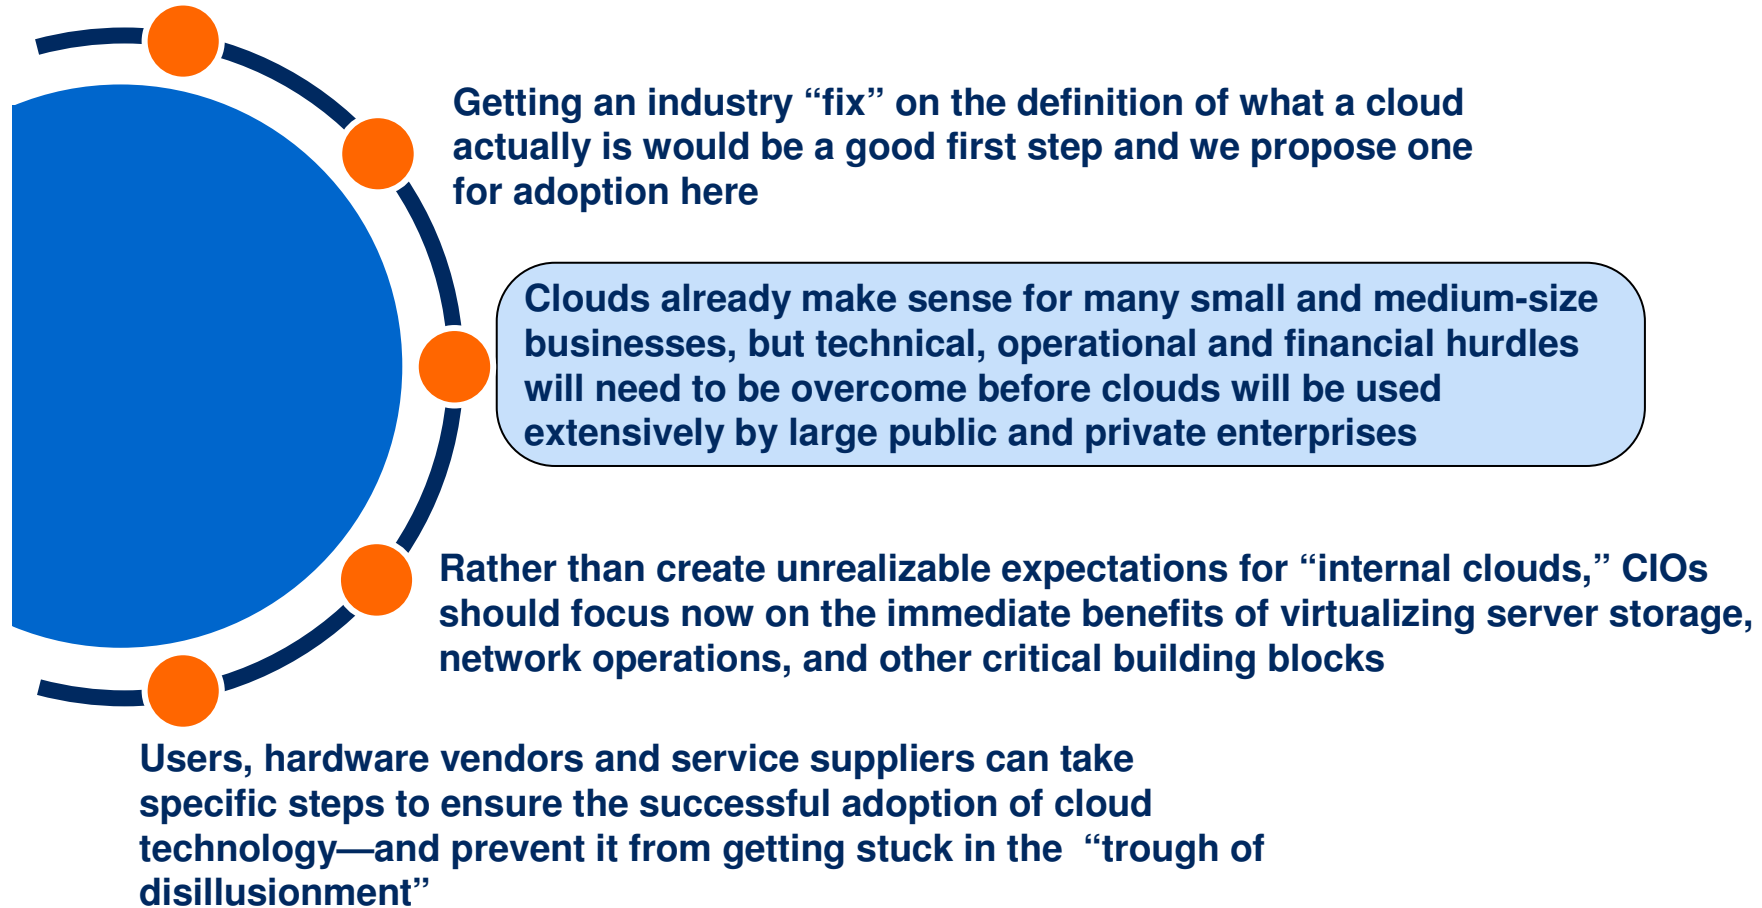 Getting an industry “fix” on the definition of what a cloud
actually is would be a good first step and we propose one
for adoption here
Clouds already make sense for many small and medium-size
businesses, but technical, operational and financial hurdles
will need to be overcome before clouds will be used
extensively by large public and private enterprises
Rather than create unrealizable expectations for “internal clouds,” CIOs
should focus now on the immediate benefits of virtualizing server storage,
network operations, and other critical building blocks
Users, hardware vendors and service suppliers can take
specific steps to ensure the successful adoption of cloud
technology—and prevent it from getting stuck in the “trough of
disillusionment”